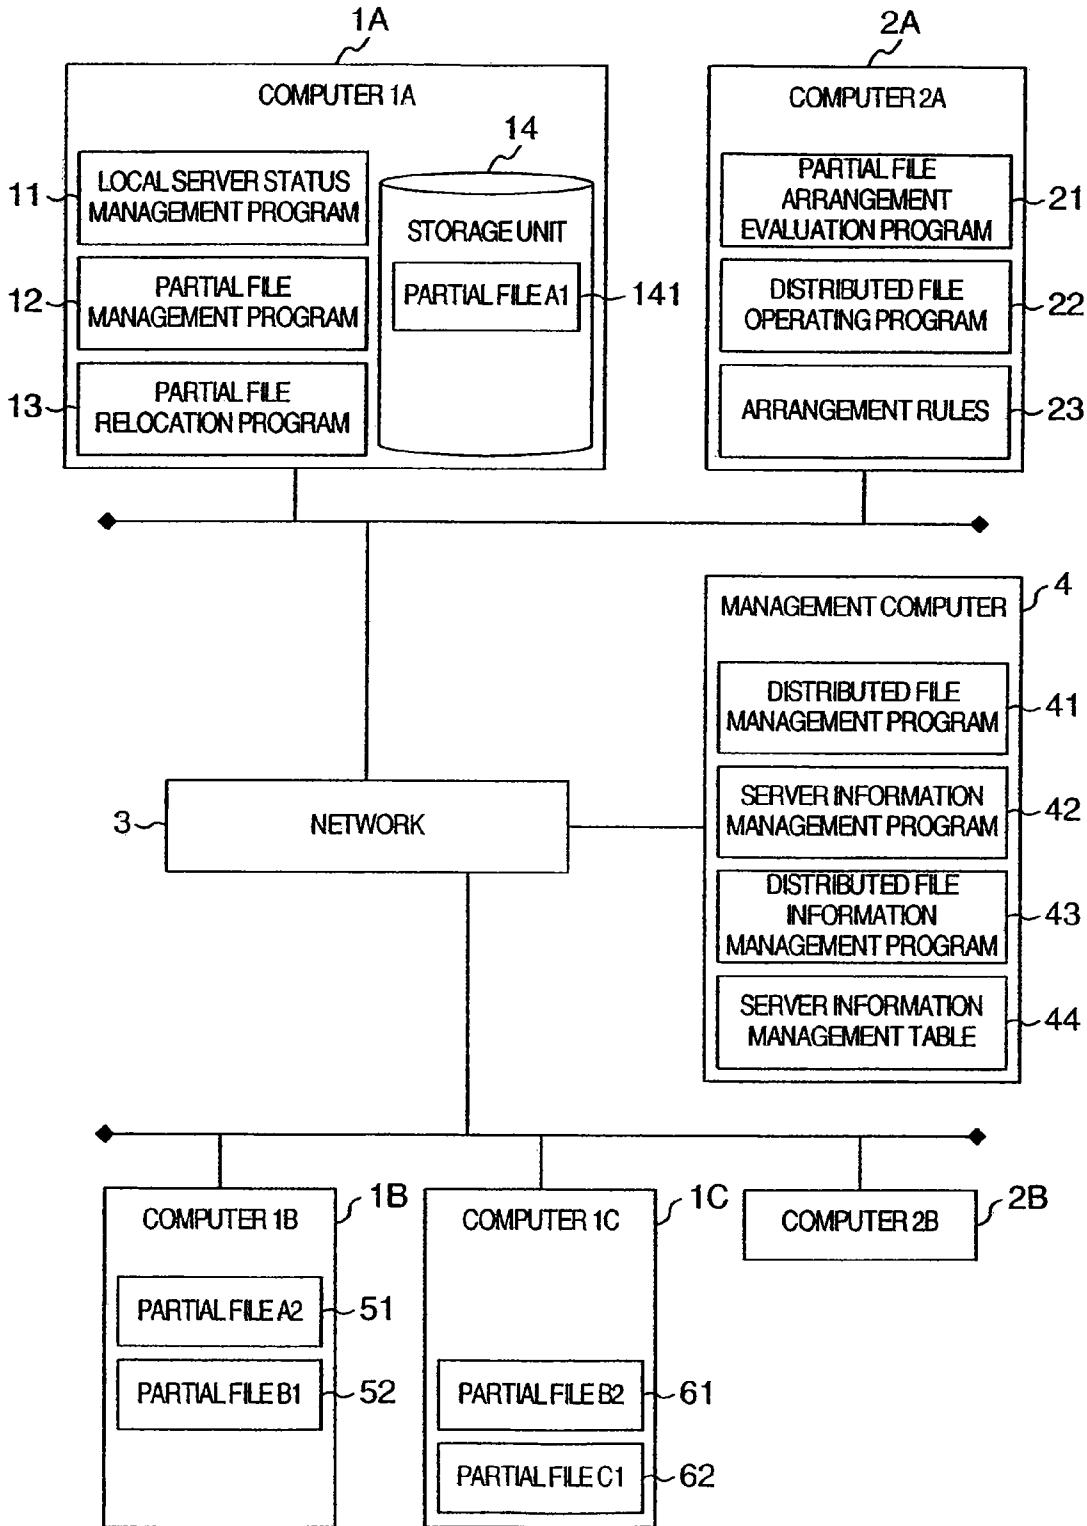 1A
COMPUTER 1A
14
11
LOCAL SERVER STATUS
MANAGEMENT PROGRAM
STORAGE UNIT
12
PARTIAL FILE
MANAGEMENT PROGRAM
PARTIAL FILE A1
141
13
PARTIAL FILE
RELOCATION PROGRAM
2A
COMPUTER 2A
PARTIAL FILE
ARRANGEMENT
EVALUATION PROGRAM
21
DISTRIBUTED FILE
OPERATING PROGRAM
22
ARRANGEMENT RULES
23
4
MANAGEMENT COMPUTER
DISTRIBUTED FILE
MANAGEMENT PROGRAM
41
SERVER INFORMATION
MANAGEMENT PROGRAM
42
DISTRIBUTED FILE
INFORMATION
MANAGEMENT PROGRAM
43
SERVER INFORMATION
MANAGEMENT TABLE
44
3
NETWORK
1B
COMPUTER 1B
PARTIAL FILE A2
51
PARTIAL FILE B1
52
1C
COMPUTER 1C
PARTIAL FILE B2
61
PARTIAL FILE C1
62
COMPUTER 2B
2B